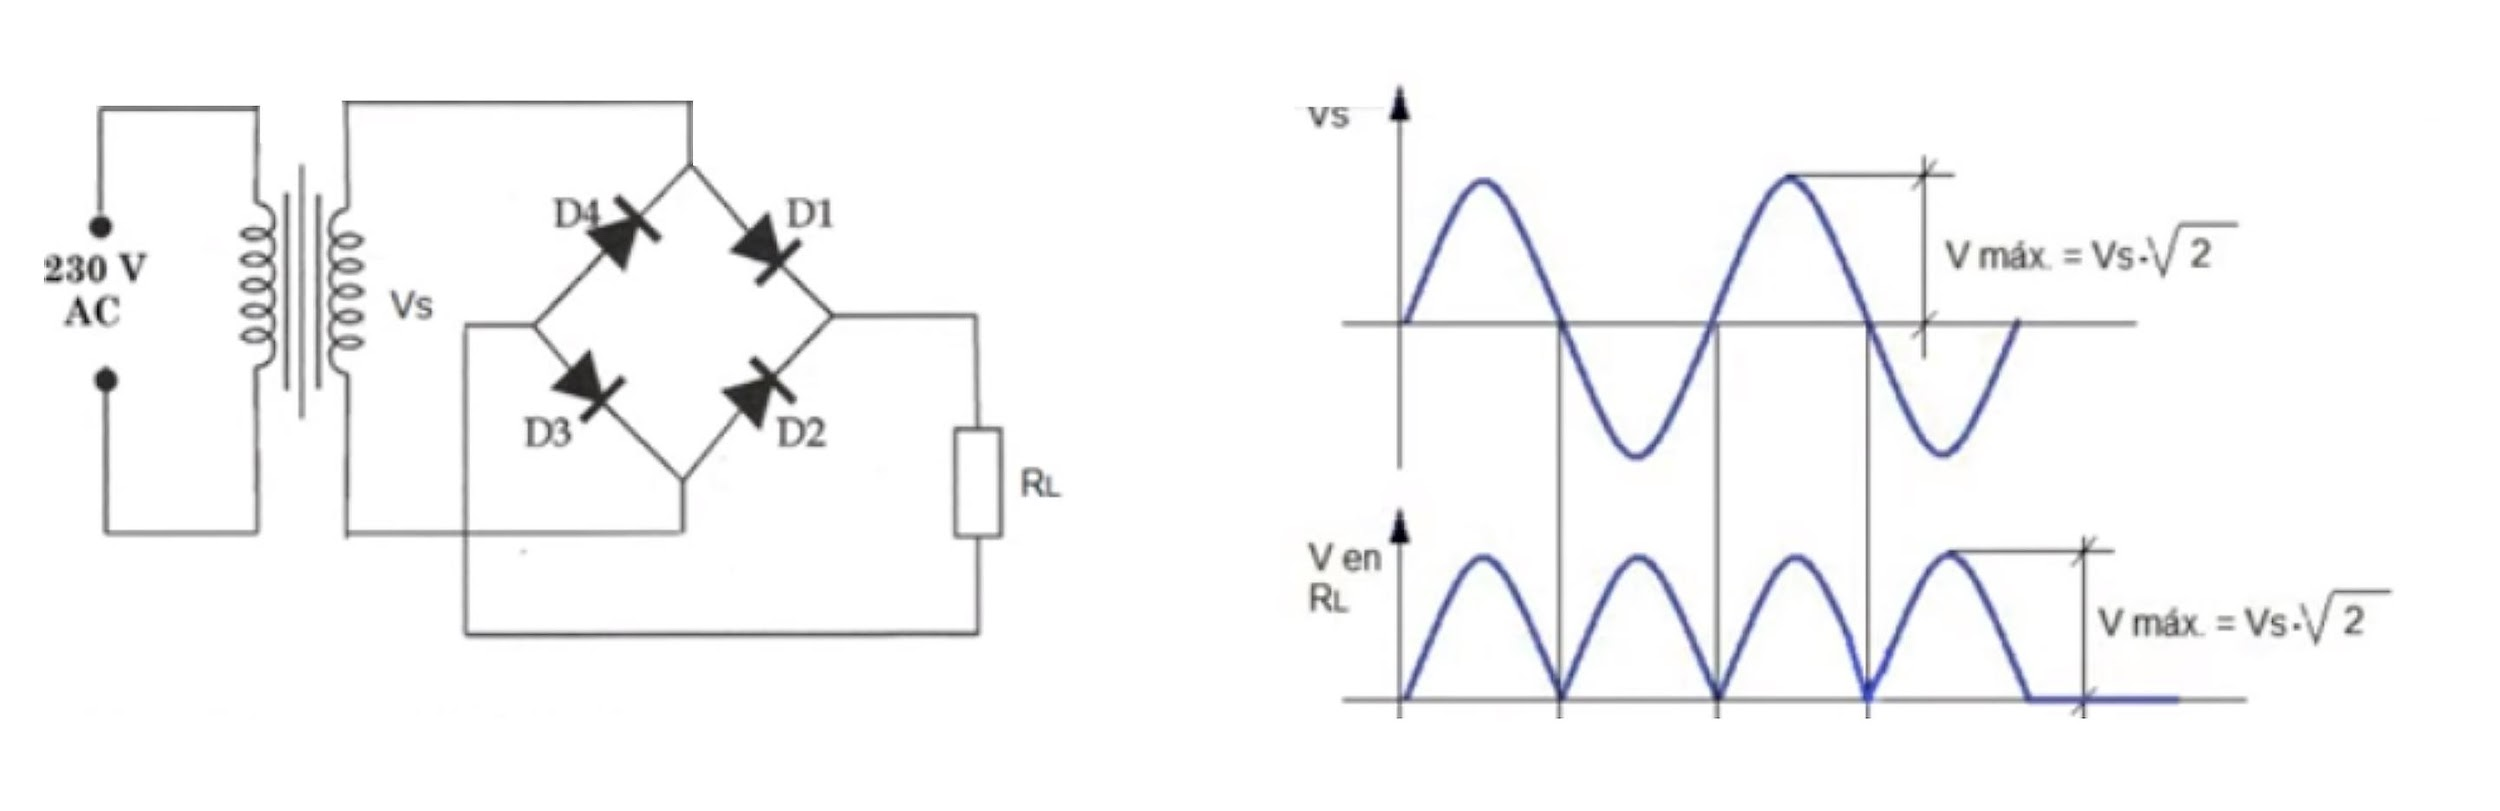 230 V
AC
Vs
D4
D1
D3
D2
RL
Vs
V máx. = Vs·√2
V en
RL
V máx. = Vs·√2